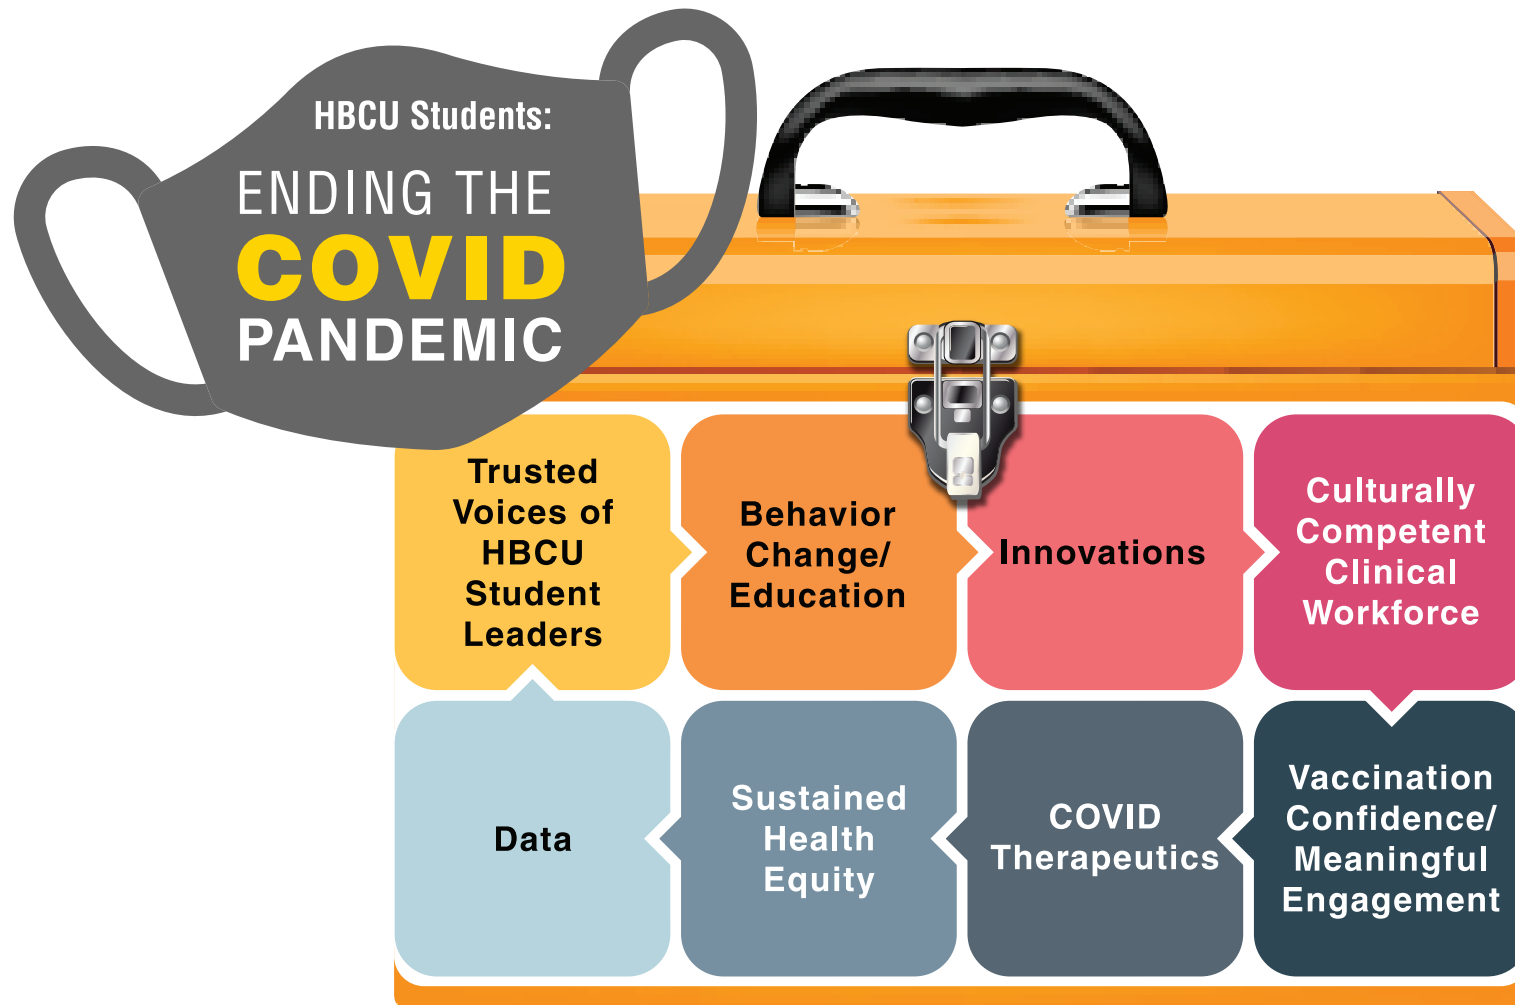 HBCU Students:
ENDING THE
COVID
PANDEMIC
Trusted
Voices of
HBCU
Student
Leaders
Behavior
Change/
Education
Innovations
Culturally
Competent
Clinical
Workforce
Data
Sustained
Health
Equity
COVID
Therapeutics
Vaccination
Confidence/
Meaningful
Engagement